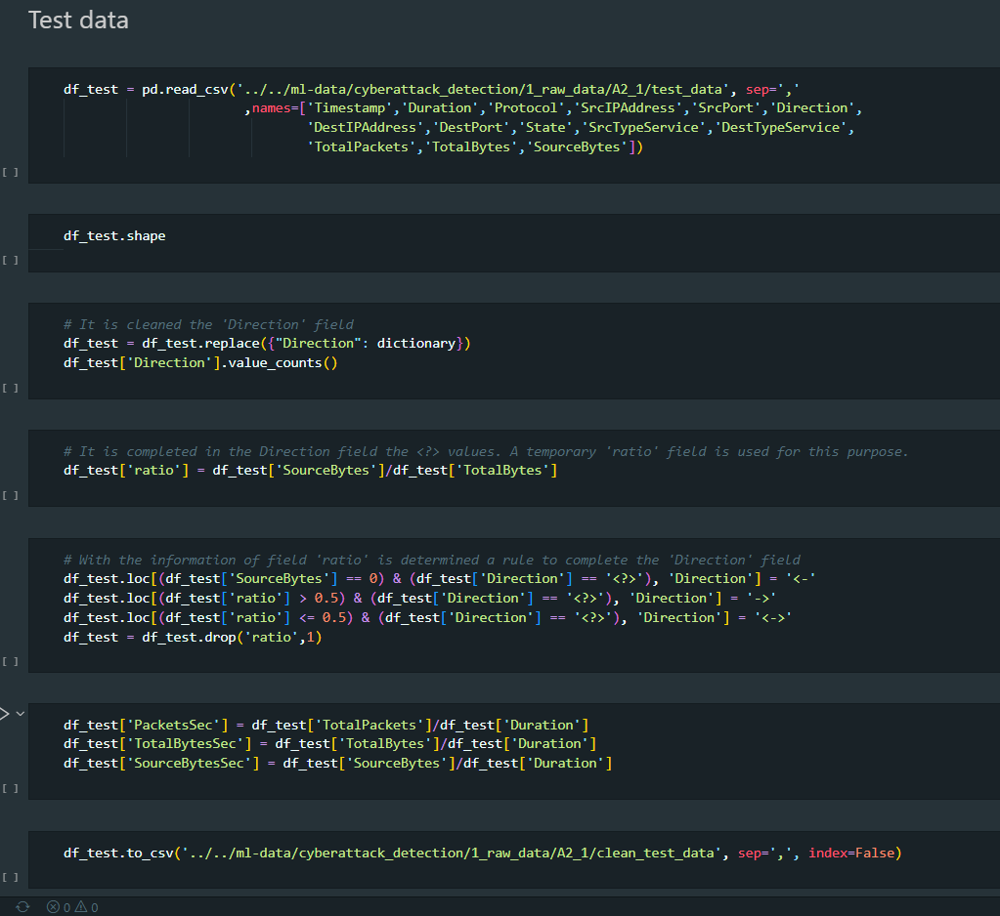 Test data
df_test = pd.read_csv('../../ml-data/cyberattack_detection/1_raw_data/A2_1/test_data', sep=','
,names=['Timestamp','Duration','Protocol','SrcIPAddress','SrcPort','Direction',
'DestIPAddress','DestPort','State','SrcTypeService','DestTypeService',
'TotalPackets','TotalBytes','SourceBytes'])
[ ]
df_test.shape
[ ]
# It is cleaned the 'Direction' field
df_test = df_test.replace({"Direction": dictionary})
df_test['Direction'].value_counts()
[ ]
# It is completed in the Direction field the <?> values. A temporary 'ratio' field is used for this purpose.
df_test['ratio'] = df_test['SourceBytes']/df_test['TotalBytes']
[ ]
# With the information of field 'ratio' is determined a rule to complete the 'Direction' field
df_test.loc[(df_test['SourceBytes'] == 0) & (df_test['Direction'] == '<?>'), 'Direction'] = '<-'
df_test.loc[(df_test['ratio'] > 0.5) & (df_test['Direction'] == '<?>'), 'Direction'] = '->'
df_test.loc[(df_test['ratio'] <= 0.5) & (df_test['Direction'] == '<?>'), 'Direction'] = '<->'
df_test = df_test.drop('ratio',1)
[ ]
df_test['PacketsSec'] = df_test['TotalPackets']/df_test['Duration']
df_test['TotalBytesSec'] = df_test['TotalBytes']/df_test['Duration']
df_test['SourceBytesSec'] = df_test['SourceBytes']/df_test['Duration']
[ ]
df_test.to_csv('../../ml-data/cyberattack_detection/1_raw_data/A2_1/clean_test_data', sep=',', index=False)
[ ]
0 0